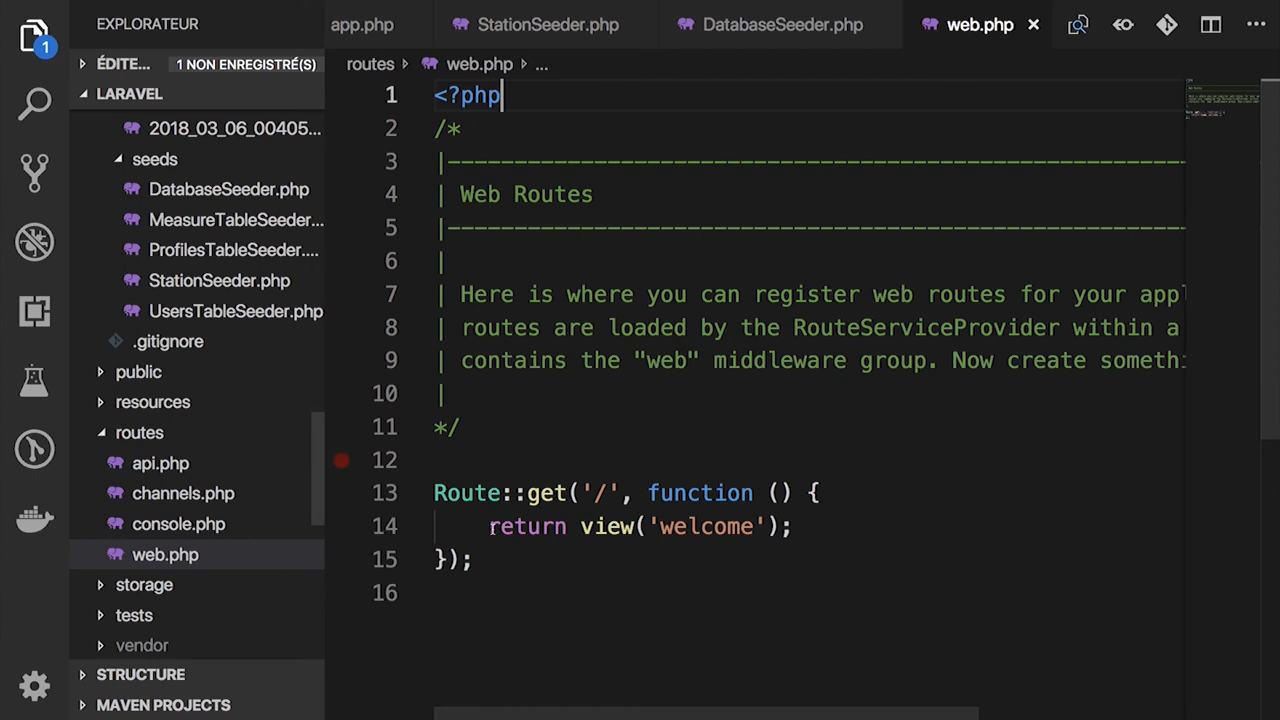 EXPLORATEUR
ÉDITE... 1 NON ENREGISTRÉ(S)
LARAVEL
2018_03_06_00405...
seeds
DatabaseSeeder.php
MeasureTableSeeder...
ProfilesTableSeeder....
StationSeeder.php
UsersTableSeeder.php
.gitignore
public
resources
routes
api.php
channels.php
console.php
web.php
storage
tests
vendor
STRUCTURE
MAVEN PROJECTS
1
app.php StationSeeder.php DatabaseSeeder.php web.php
routes web.php ...
1 <?php
2 /*
3 |--------------------------------------------------------
4 | Web Routes
5 |--------------------------------------------------------
6 |
7 | Here is where you can register web routes for your appl
8 | routes are loaded by the RouteServiceProvider within a
9 | contains the "web" middleware group. Now create somethi
10 |
11 */
12
13 Route::get('/', function () {
14 return view('welcome');
15 });
16